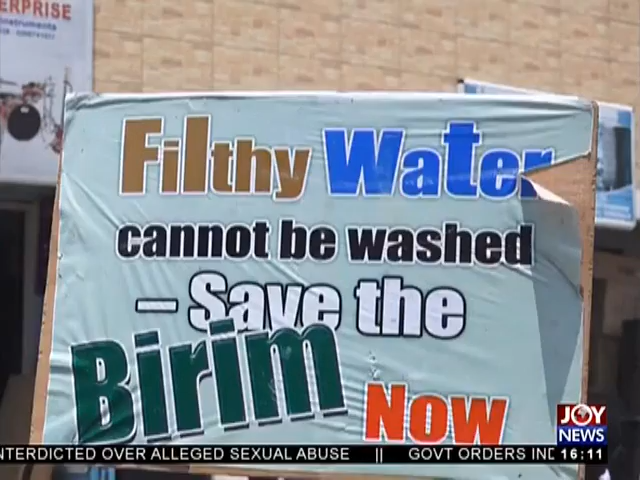 ERPRISE
Filthy Water
cannot be washed
– Save the
Birim Now
JOY
NEWS
NTERDICTED OVER ALLEGED SEXUAL ABUSE || GOVT ORDERS IND
16:11